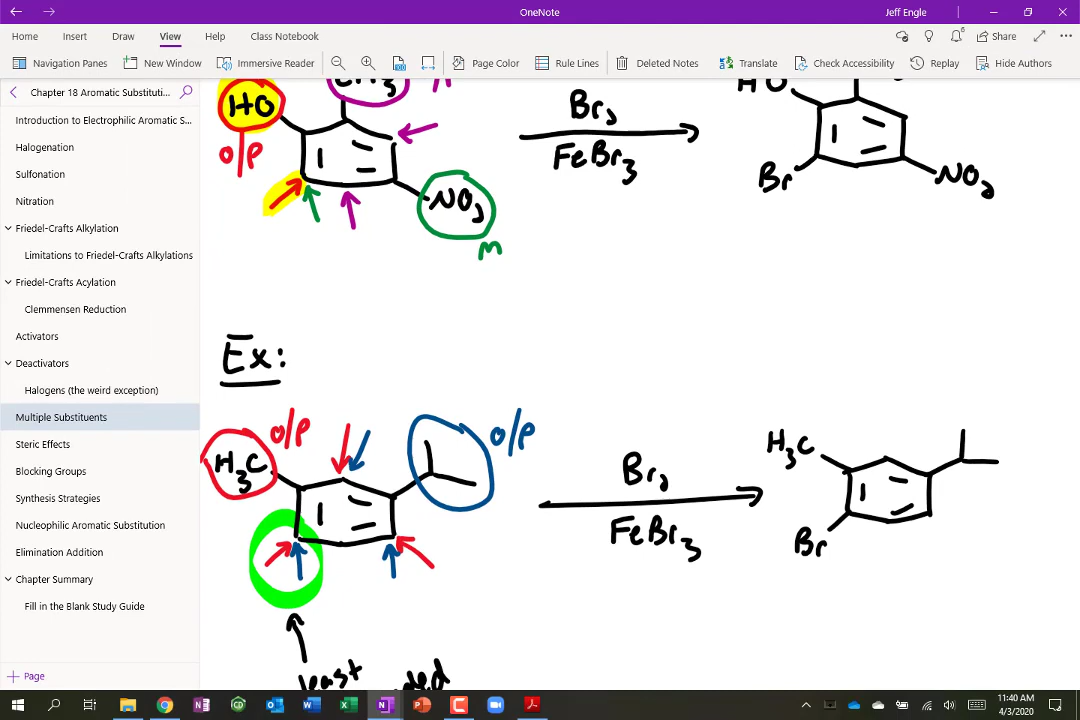 OneNote
Jeff Engle
Home Insert Draw View Help Class Notebook
Share
Navigation Panes New Window Immersive Reader 100 Page Color Rule Lines Deleted Notes Translate Check Accessibility Replay Hide Authors
Chapter 18 Aromatic Substituti...
Introduction to Electrophilic Aromatic S...
Halogenation
Sulfonation
Nitration
Friedel-Crafts Alkylation
Limitations to Friedel-Crafts Alkylations
Friedel-Crafts Acylation
Clemmensen Reduction
Activators
Deactivators
Halogens (the weird exception)
Multiple Substituents
Steric Effects
Blocking Groups
Synthesis Strategies
Nucleophilic Aromatic Substitution
Elimination Addition
Chapter Summary
Fill in the Blank Study Guide
Page
CH3
HO
o/p
NO2
m
Br2
FeBr3
HO
Br
NO2
Ex:
H3C
o/p
o/p
Br2
FeBr3
H3C
Br
least
11:40 AM
4/3/2020